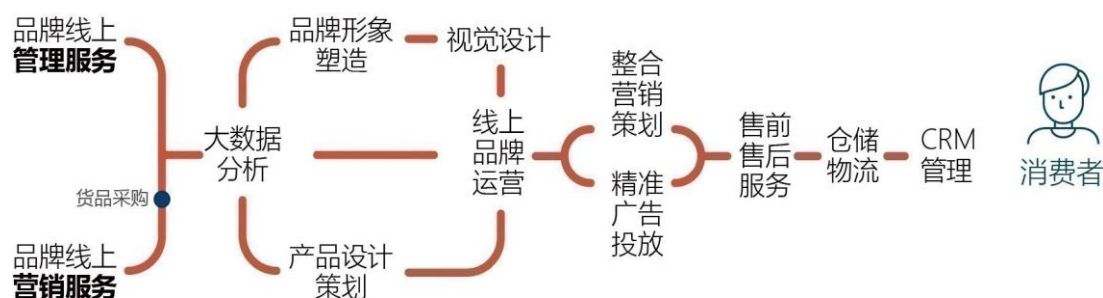 品牌线上
管理服务
货品采购
品牌线上
营销服务
大数据
分析
品牌形象
塑造
视觉设计
产品设计
策划
线上
品牌
运营
整合
营销
策划
精准
广告
投放
售前
售后
服务
仓储
物流
CRM
管理
消费者